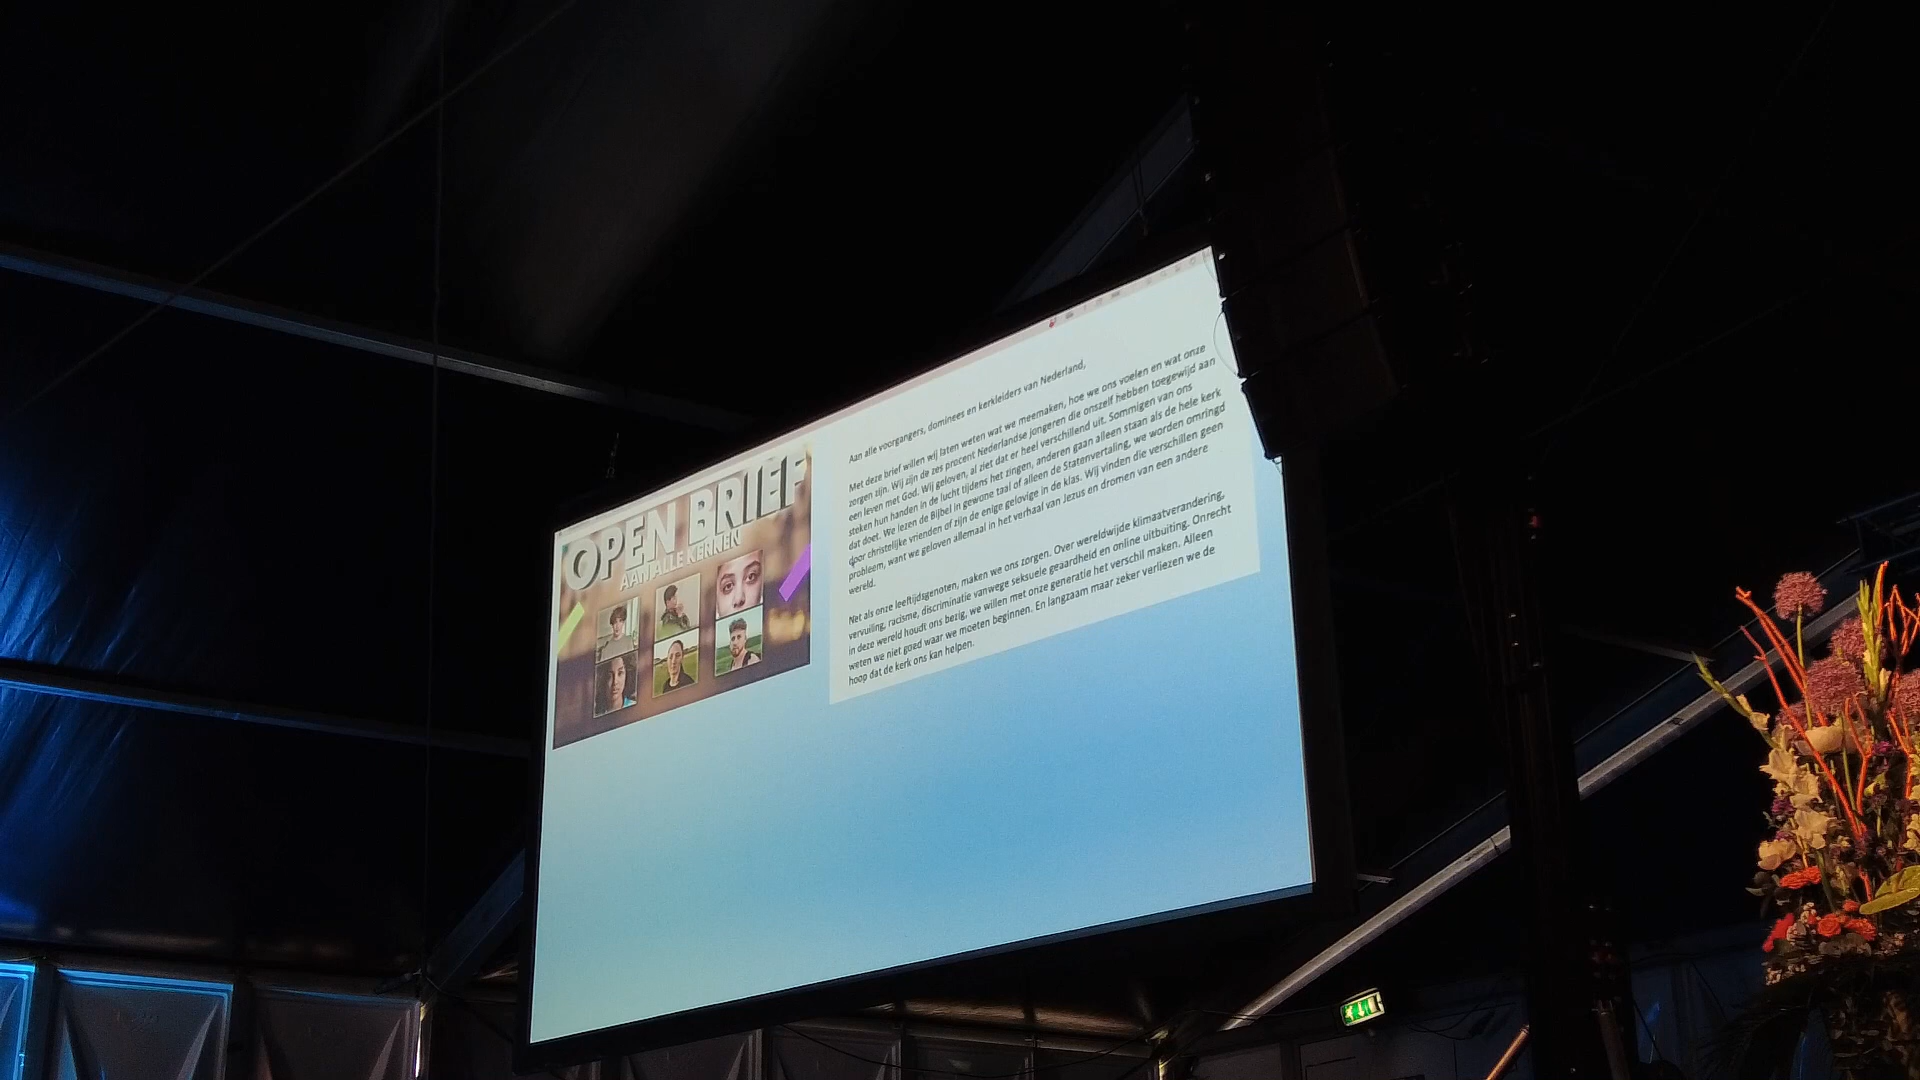 OPEN BRIEF
AAN ALLE KERKEN
Aan alle voorgangers, dominees en kerkleiders van Nederland,
Met deze brief willen wij laten weten wat we meemaken, hoe we ons voelen en wat onze
zorgen zijn. Wij zijn de zes procent Nederlandse jongeren die onszelf hebben toegewijd aan
een leven met God. Wij geloven, al ziet dat er heel verschillend uit. Sommigen van ons
steken hun handen in de lucht tijdens het zingen, anderen gaan alleen staan als de hele kerk
dat doet. We lezen de Bijbel in gewone taal of alleen de Statenvertaling, we worden omringd
door christelijke vrienden of zijn de enige gelovige in de klas. Wij vinden die verschillen geen
probleem, want we geloven allemaal in het verhaal van Jezus en dromen van een andere
wereld.
Net als onze leeftijdsgenoten, maken we ons zorgen. Over wereldwijde klimaatverandering,
vervuiling, racisme, discriminatie vanwege seksuele geaardheid en online uitbuiting. Onrecht
in deze wereld houdt ons bezig, we willen met onze generatie het verschil maken. Alleen
weten we niet goed waar we moeten beginnen. En langzaam maar zeker verliezen we de
hoop dat de kerk ons kan helpen.